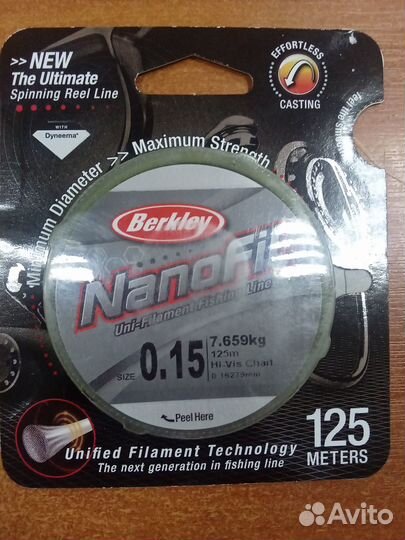 >> NEW
The Ultimate
Spinning Reel Line
WITH
Dyneema®
EFFORTLESS
CASTING
Minimum Diameter >> Maximum Strength
Berkley
NanoFil
Uni-Filament Fishing Line
SIZE 0.15
7.659kg
125m
Hi-Vis Chart
Peel Here
Unified Filament Technology
The next generation in fishing line
125
METERS
Avito